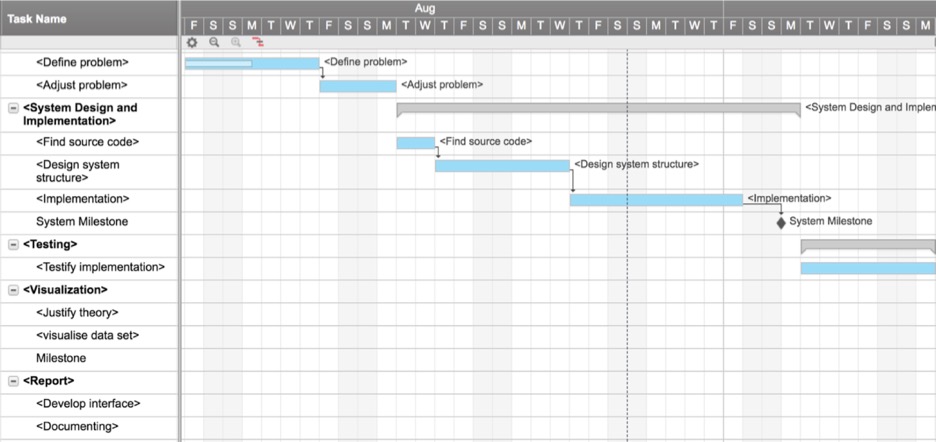 Aug
Task Name
F S S M T W T F S S M T W T F S S M T W T F S S M T W T F S S M T W T F S S M
<Define problem> <Define problem>
<Adjust problem> <Adjust problem>
<System Design and
Implementation> <System Design and Implen
<Find source code> <Find source code>
<Design system
structure> <Design system structure>
<Implementation> <Implementation>
System Milestone System Milestone
<Testing>
<Testify implementation>
<Visualization>
<Justify theory>
<visualise data set>
Milestone
<Report>
<Develop interface>
<Documenting>